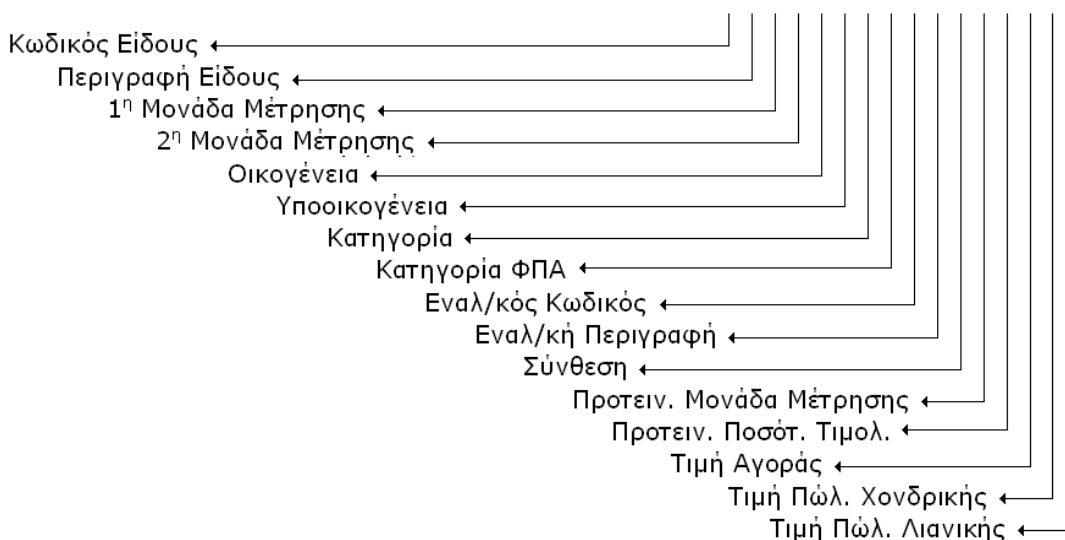 Κωδικός Είδους
Περιγραφή Είδους
1η Μονάδα Μέτρησης
2η Μονάδα Μέτρησης
Οικογένεια
Υποοικογένεια
Κατηγορία
Κατηγορία ΦΠΑ
Εναλ/κός Κωδικός
Εναλ/κή Περιγραφή
Σύνθεση
Προτειν. Μονάδα Μέτρησης
Προτειν. Ποσότ. Τιμολ.
Τιμή Αγοράς
Τιμή Πώλ. Χονδρικής
Τιμή Πώλ. Λιανικής